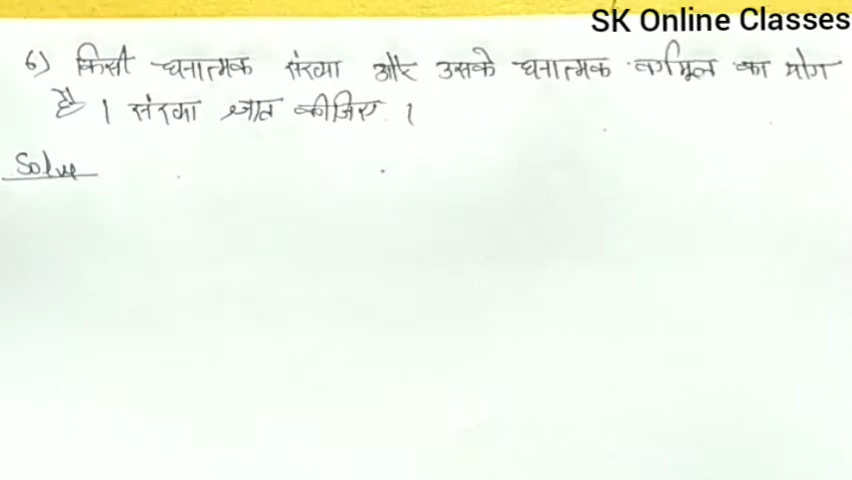 SK Online Classes
6) किसी धनात्मक संख्या और उसके धनात्मक वर्गमूल का योग
है । संख्या ज्ञात कीजिए ।
Solve